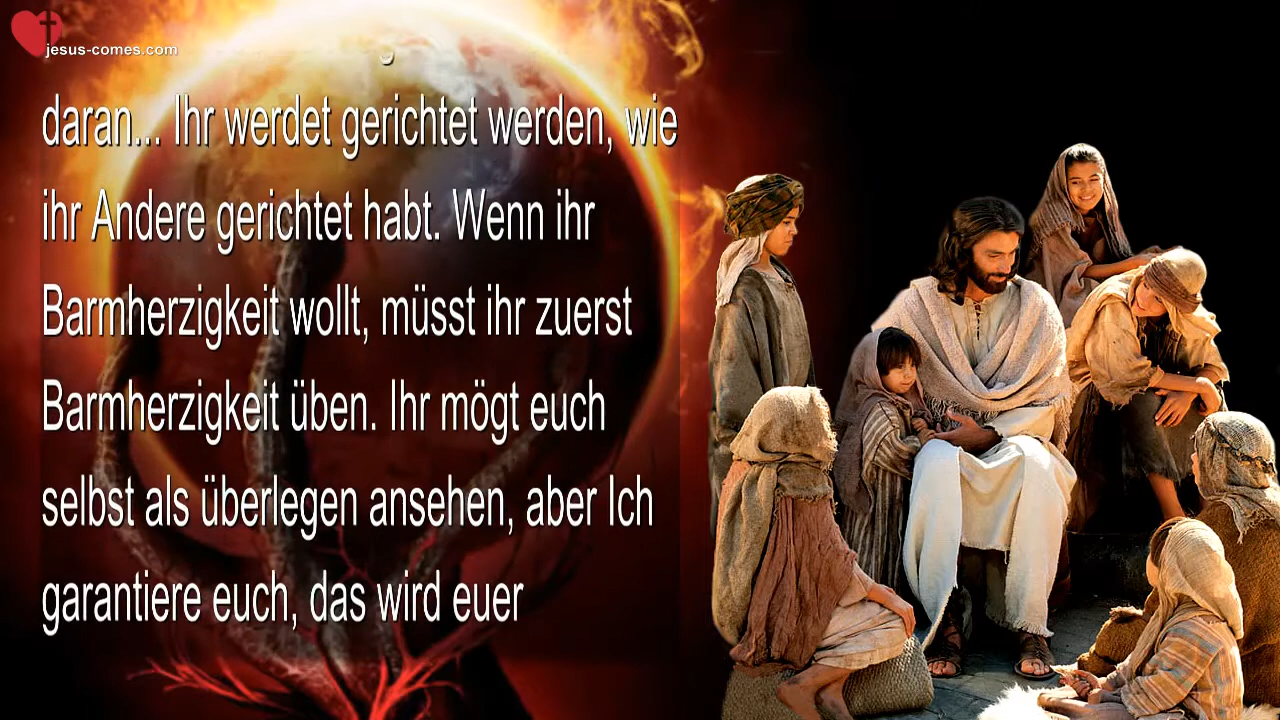 jesus-comes.com
daran... Ihr werdet gerichtet werden, wie
ihr Andere gerichtet habt. Wenn ihr
Barmherzigkeit wollt, müsst ihr zuerst
Barmherzigkeit üben. Ihr mögt euch
selbst als überlegen ansehen, aber Ich
garantiere euch, das wird euer